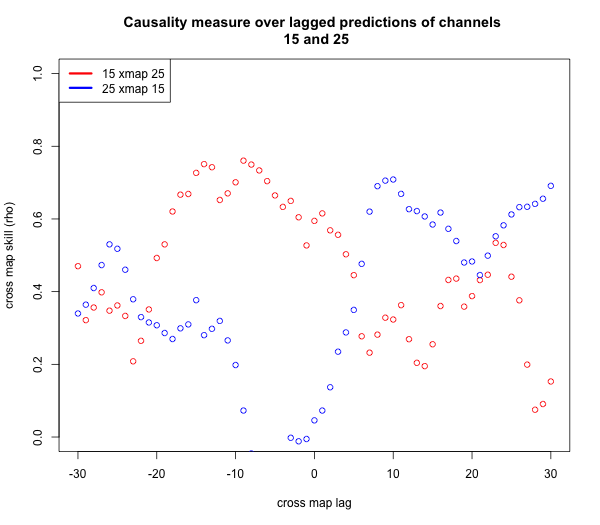 Causality measure over lagged predictions of channels
15 and 25
15 xmap 25
25 xmap 15
cross map skill (rho)
1.0
0.8
0.6
0.4
0.2
0.0
-30 -20 -10 0 10 20 30
cross map lag